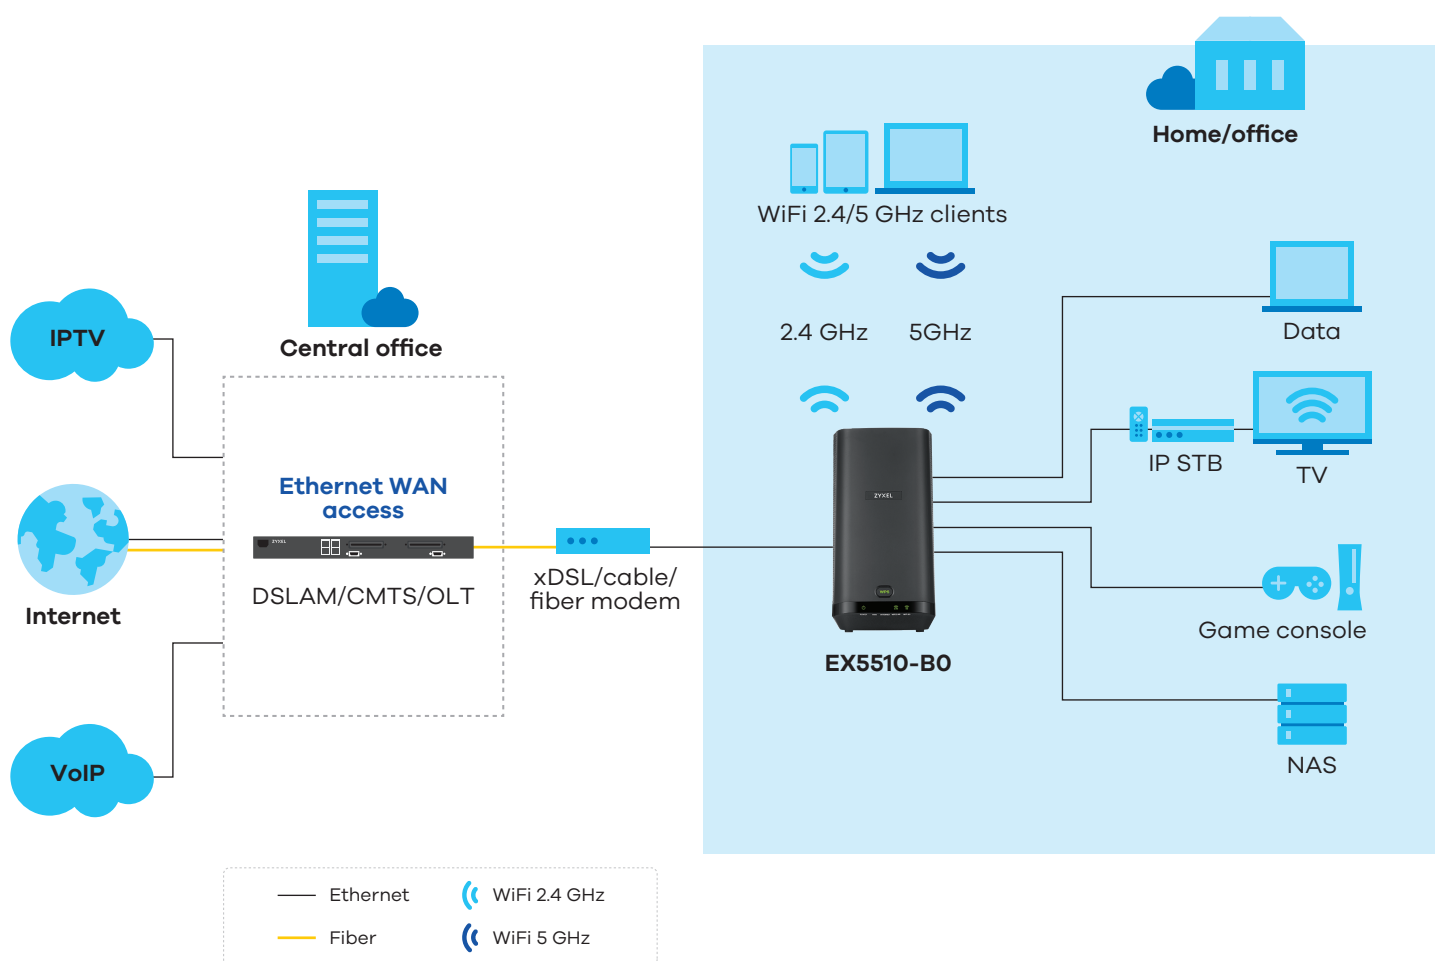 Home/office
WiFi 2.4/5 GHz clients
2.4 GHz
5GHz
Data
IP STB
TV
Game console
NAS
ZYXEL
WPS
EX5510-B0
Central office
IPTV
Internet
VoIP
Ethernet WAN
access
ZYXEL
DSLAM/CMTS/OLT
xDSL/cable/
fiber modem
Ethernet
WiFi 2.4 GHz
Fiber
WiFi 5 GHz